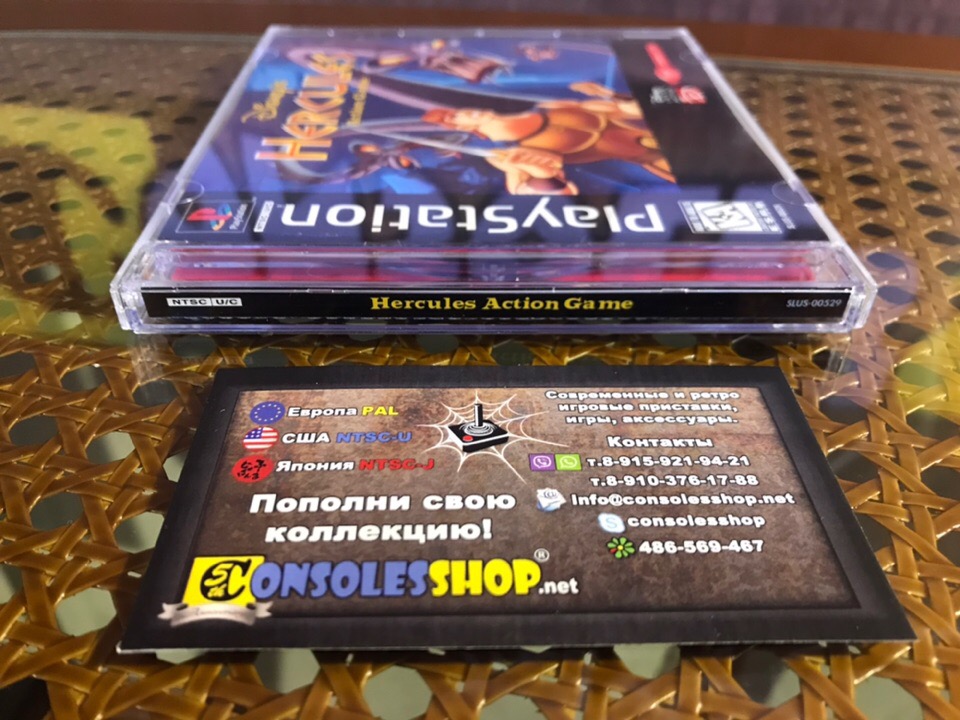 Disney's
HERCULES
PlayStation
NTSC U/C
Hercules Action Game
SLUS-00529
Европа PAL
США NTSC-U
Япония NTSC-J
Пополни свою
коллекцию!
CONSOLESSHOP.net
®
Современные и ретро
игровые приставки,
игры, аксессуары.
Контакты
т.8-915-921-94-21
т.8-910-376-17-88
info@consolesshop.net
consolesshop
486-569-467